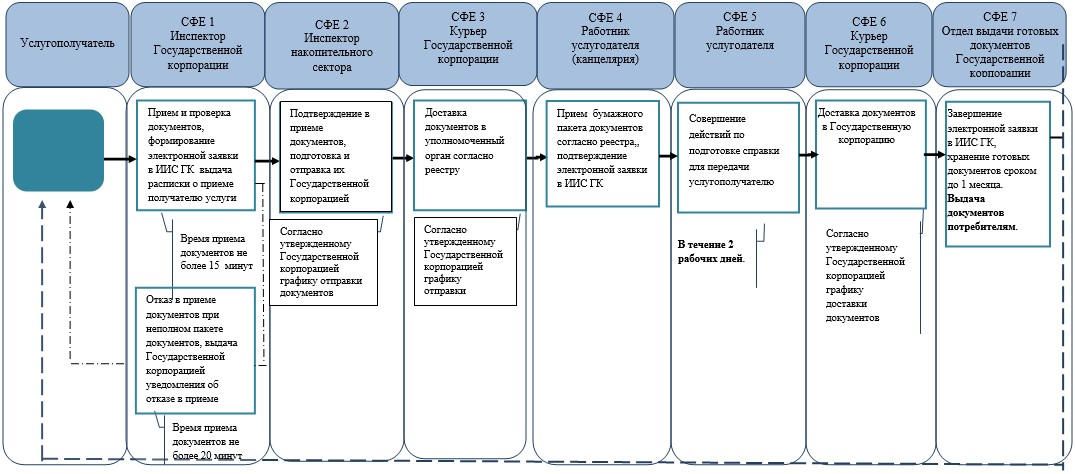 Услугополучатель
СФЕ 1
Инспектор
Государственной
корпорации
СФЕ 2
Инспектор
накопительного
сектора
СФЕ 3
Курьер
Государственной
корпорации
СФЕ 4
Работник
услугодателя
(канцелярия)
СФЕ 5
Работник
услугодателя
СФЕ 6
Курьер
Государственной
корпорации
СФЕ 7
Отдел выдачи готовых
документов
Государственной
корпорации
Прием и проверка
документов,
формирование
электронной заявки
в ИИС ГК выдача
расписки о приеме
получателю услуги
Время приема
документов не
более 15 минут
Отказ в приеме
документов при
неполном пакете
документов, выдача
Государственной
корпорацией
уведомления об
отказе в приеме
Время приема
документов не
более 20 минут
Подтверждение в
приеме
документов,
подготовка и
отправка их
Государственной
корпорацией
Согласно
утвержденному
Государственной
корпорацией
графику отправки
документов
Доставка
документов в
уполномоченный
орган согласно
реестру
Согласно
утвержденному
Государственной
корпорацией
графику
отправки
Прием бумажного
пакета документов
согласно реестра,,
подтверждение
электронной заявки
в ИИС ГК
Совершение
действий по
подготовке справки
для передачи
услугополучателю
В течение 2
рабочих дней.
Доставка документов
в Государственную
корпорацию
Согласно
утвержденному
Государственной
корпорацией
графику
доставки
документов
Завершение
электронной заявки
в ИИС ГК,
хранение готовых
документов сроком
до 1 месяца.
Выдача
документов
потребителям.